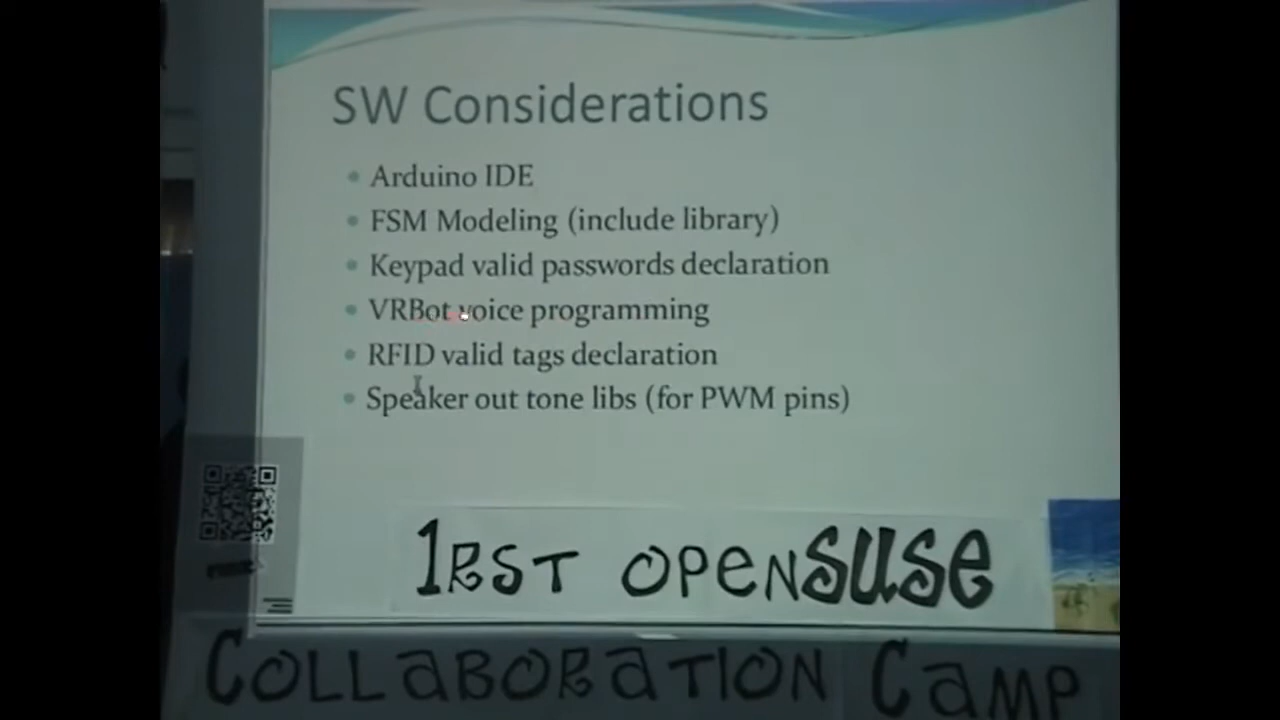 SW Considerations
• Arduino IDE
• FSM Modeling (include library)
• Keypad valid passwords declaration
• VRBot voice programming
• RFID valid tags declaration
• Speaker out tone libs (for PWM pins)
1RST OPENSUSE
COLLABORATION CAMP